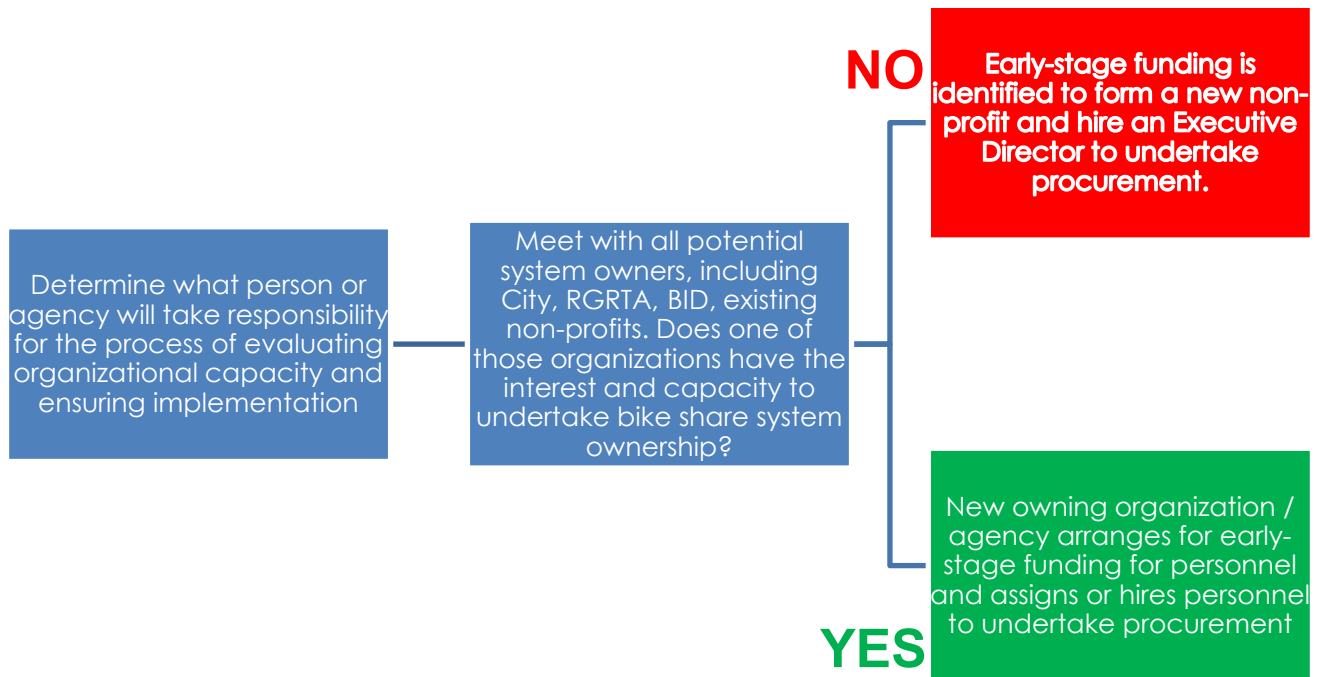 Determine what person or
agency will take responsibility
for the process of evaluating
organizational capacity and
ensuring implementation
Meet with all potential
system owners, including
City, RGRTA, BID, existing
non-profits. Does one of
those organizations have the
interest and capacity to
undertake bike share system
ownership?
NO
Early-stage funding is
identified to form a new non-
profit and hire an Executive
Director to undertake
procurement.
YES
New owning organization /
agency arranges for early-
stage funding for personnel
and assigns or hires personnel
to undertake procurement